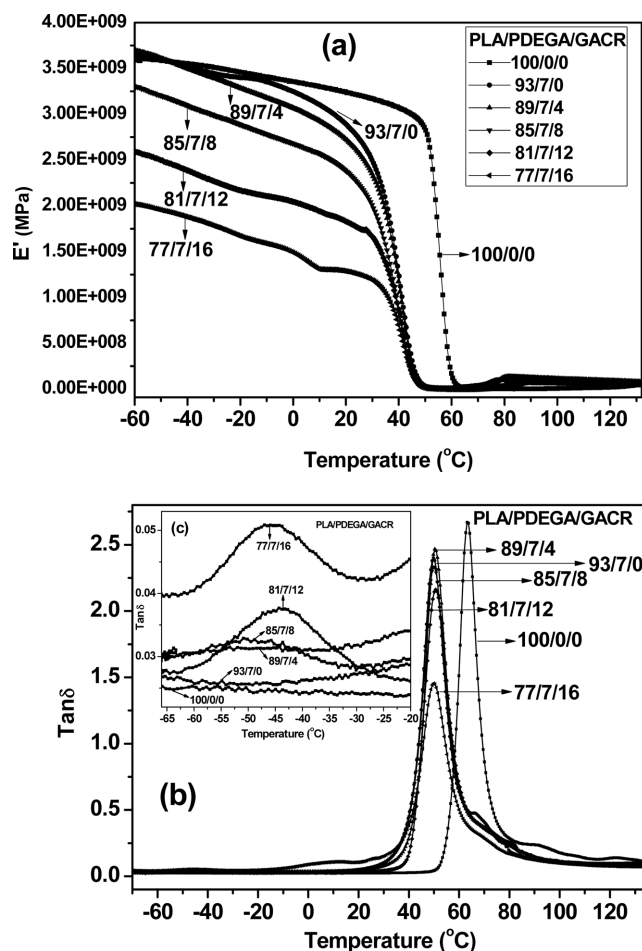 (a)
PLA/PDEGA/GACR
100/0/0
93/7/0
89/7/4
85/7/8
81/7/12
77/7/16
89/7/4
93/7/0
85/7/8
81/7/12
77/7/16
100/0/0
4.00E+009
3.50E+009
3.00E+009
2.50E+009
2.00E+009
1.50E+009
1.00E+009
5.00E+008
0.00E+000
E' (MPa)
-60 -40 -20 0 20 40 60 80 100 120
Temperature (°C)
(c)
PLA/PDEGA/GACR
77/7/16
81/7/12
85/7/8
89/7/4
93/7/0
100/0/0
0.05
0.04
0.03
Tanδ
-65 -60 -55 -50 -45 -40 -35 -30 -25 -20
Temperature (°C)
PLA/PDEGA/GACR
89/7/4
93/7/0
85/7/8
81/7/12
100/0/0
77/7/16
(b)
2.5
2.0
1.5
1.0
0.5
0.0
Tanδ
-60 -40 -20 0 20 40 60 80 100 120
Temperature (°C)